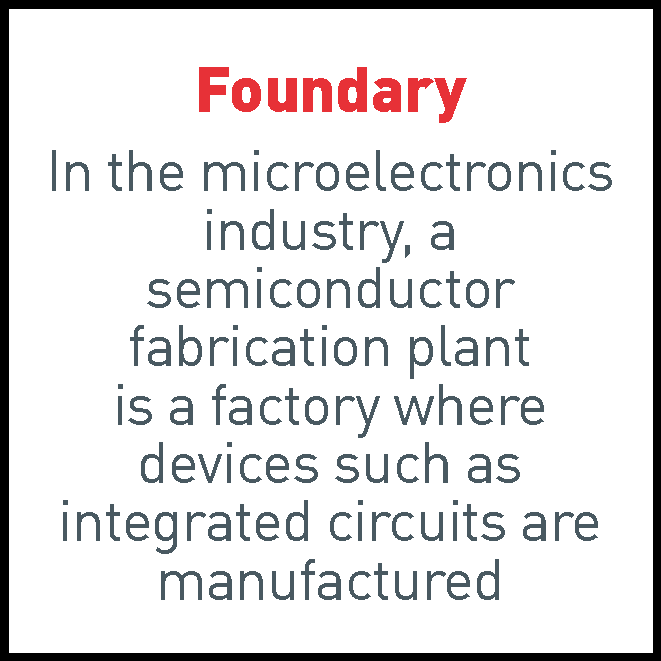 Foundary
In the microelectronics
industry, a
semiconductor
fabrication plant
is a factory where
devices such as
integrated circuits are
manufactured